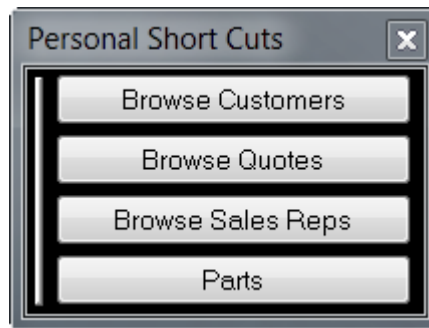 Personal Short Cuts
Browse Customers
Browse Quotes
Browse Sales Reps
Parts